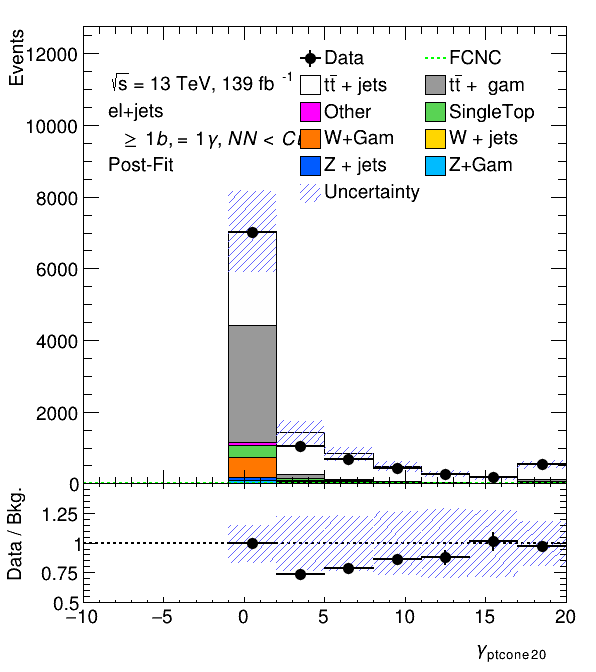 Events
12000
10000
8000
6000
4000
2000
0
√s = 13 TeV, 139 fb⁻¹
el+jets
≥ 1b, = 1γ, NN <
Post-Fit
Data
FCNC
tt̄ + jets
tt̄ + gam
Other
SingleTop
W+Gam
W + jets
Z + jets
Z+Gam
Uncertainty
Data / Bkg.
1.25
1
0.75
0.5
−10 −5 0 5 10 15 20
γ_ptcone20